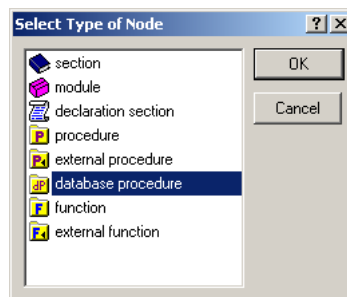 Select Type of Node
section
module
declaration section
procedure
external procedure
database procedure
function
external function
OK
Cancel